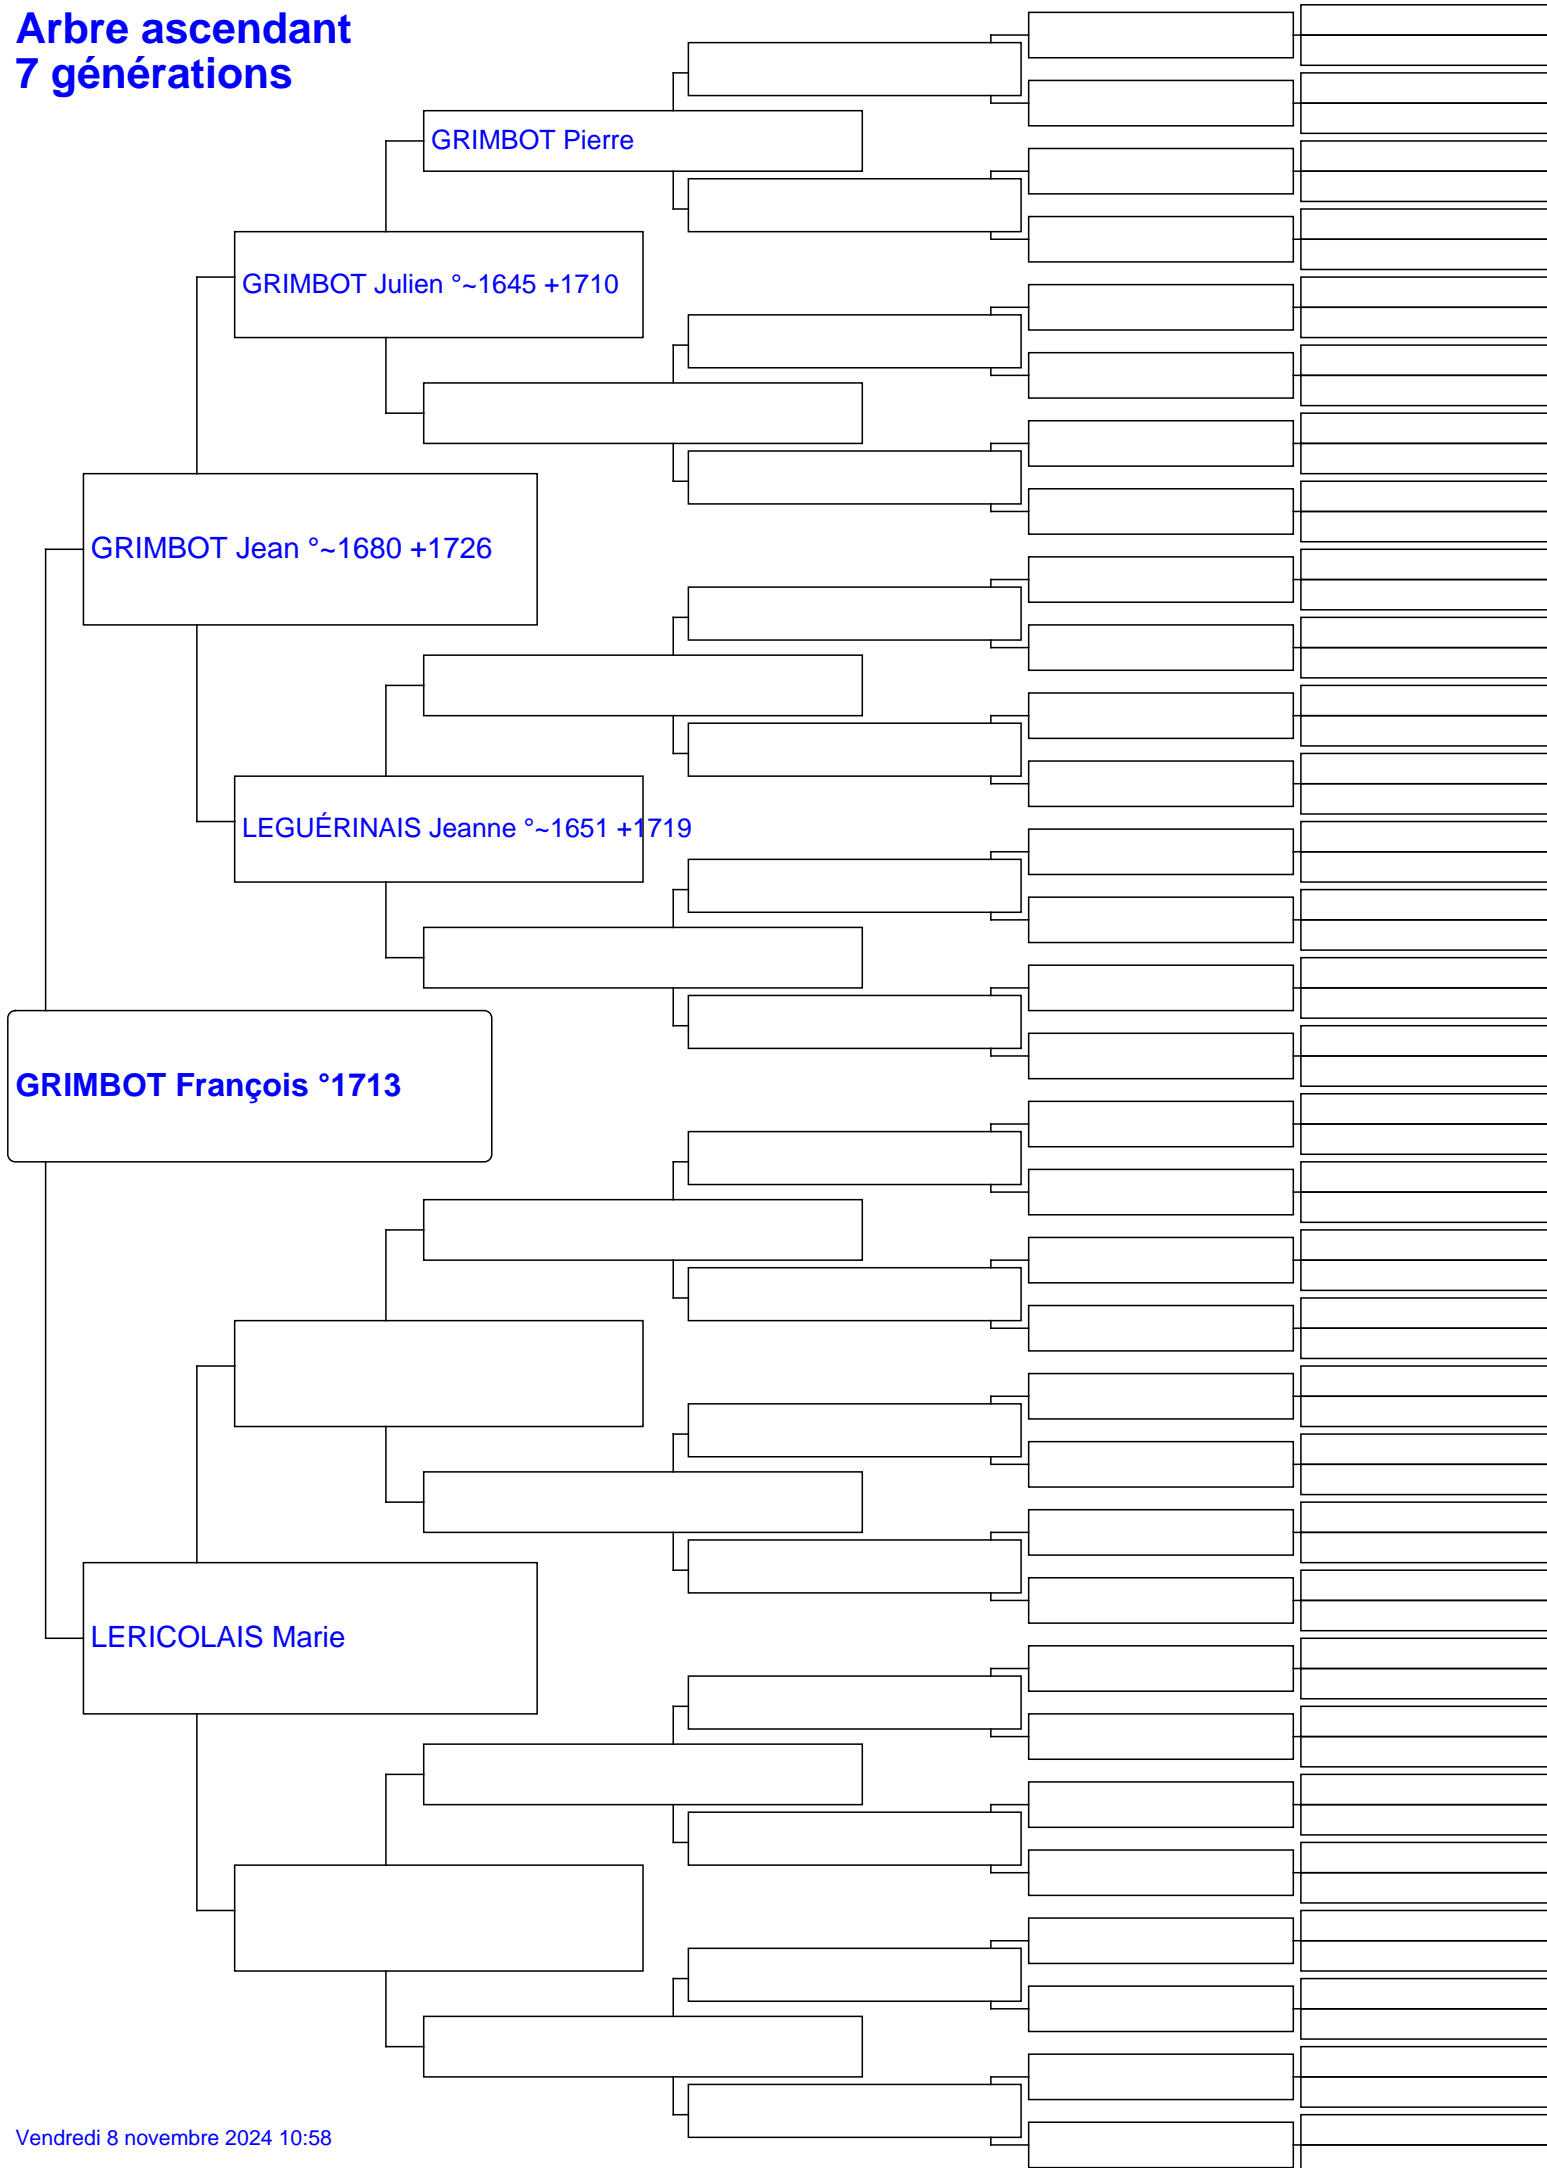 Arbre ascendant
7 générations
GRIMBOT Pierre
GRIMBOT Julien °~1645 +1710
GRIMBOT Jean °~1680 +1726
LEGUÉRINAIS Jeanne °~1651 +1719
GRIMBOT François °1713
LERICOLAIS Marie
Vendredi 8 novembre 2024 10:58